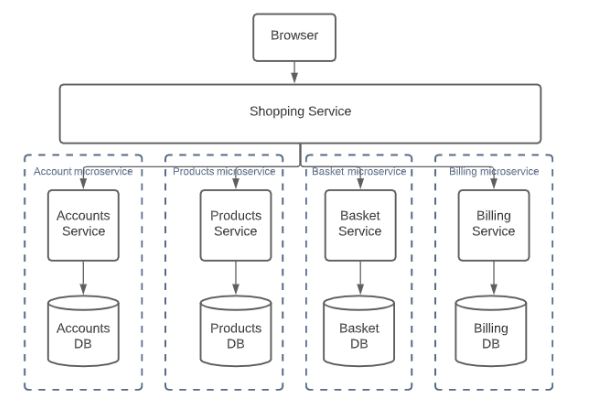 Browser
Shopping Service
Account microservice
Products microservice
Basket microservice
Billing microservice
Accounts
Service
Products
Service
Basket
Service
Billing
Service
Accounts
DB
Products
DB
Basket
DB
Billing
DB